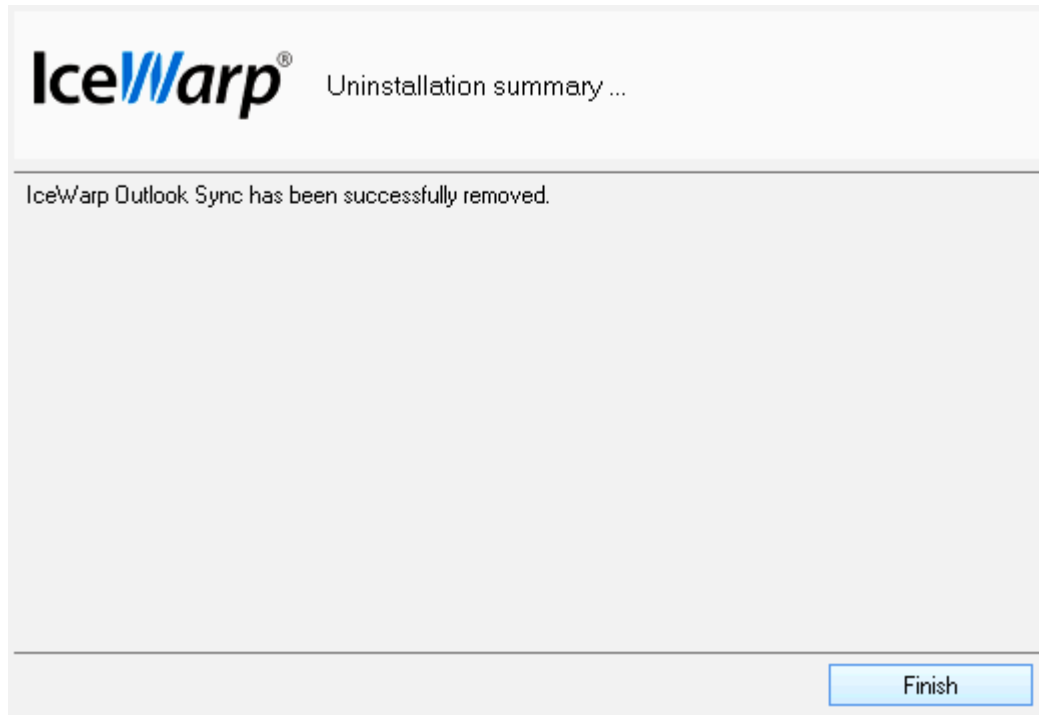 IceWarp® Uninstallation summary ...
IceWarp Outlook Sync has been successfully removed.
Finish